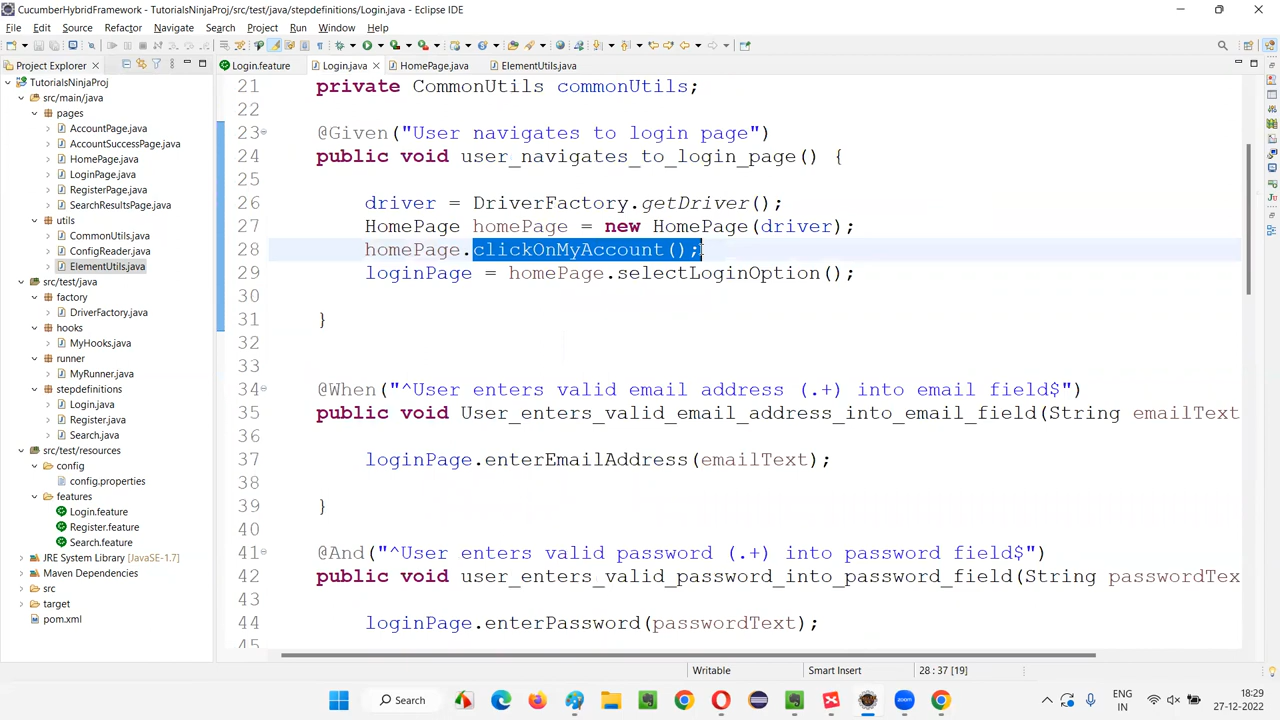 CucumberHybridFramework - TutorialsNinjaProj/src/test/java/stepdefinitions/Login.java - Eclipse IDE
File Edit Source Refactor Navigate Search Project Run Window Help
Project Explorer
Login.feature Login.java HomePage.java ElementUtils.java
TutorialsNinjaProj
src/main/java
pages
AccountPage.java
AccountSuccessPage.java
HomePage.java
LoginPage.java
RegisterPage.java
SearchResultsPage.java
utils
CommonUtils.java
ConfigReader.java
ElementUtils.java
src/test/java
factory
DriverFactory.java
hooks
MyHooks.java
runner
MyRunner.java
stepdefinitions
Login.java
Register.java
Search.java
src/test/resources
config
config.properties
features
Login.feature
Register.feature
Search.feature
JRE System Library [JavaSE-1.7]
Maven Dependencies
src
target
pom.xml
21 private CommonUtils commonUtils;
22
23 @Given("User navigates to login page")
24 public void user_navigates_to_login_page() {
25
26 driver = DriverFactory.getDriver();
27 HomePage homePage = new HomePage(driver);
28 homePage.clickOnMyAccount();
29 loginPage = homePage.selectLoginOption();
30
31 }
32
33
34 @When("^User enters valid email address (.+) into email field$")
35 public void User_enters_valid_email_address_into_email_field(String emailText
36
37 loginPage.enterEmailAddress(emailText);
38
39 }
40
41 @And("^User enters valid password (.+) into password field$")
42 public void user_enters_valid_password_into_password_field(String passwordTex
43
44 loginPage.enterPassword(passwordText);
45
Writable Smart Insert 28 : 37 [19]
Search
ENG
IN
18:29
27-12-2022